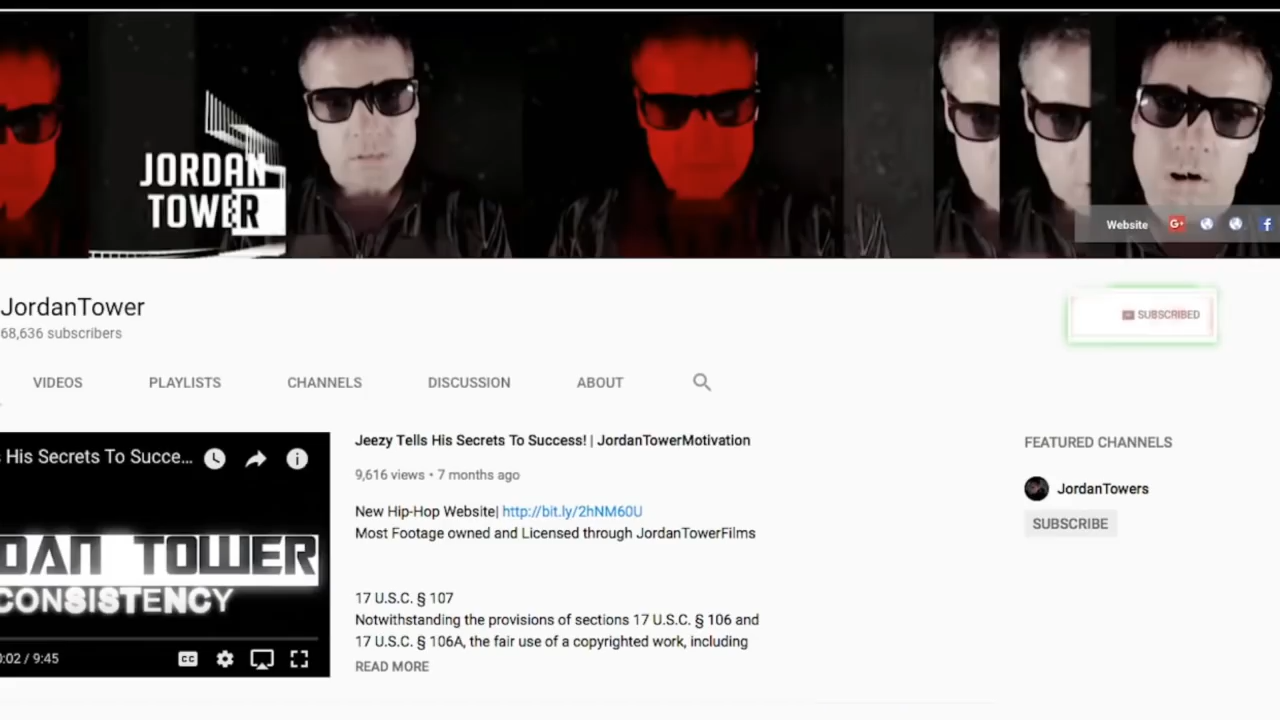 JORDAN
TOWER
Website
JordanTower
68,636 subscribers
SUBSCRIBED
VIDEOS PLAYLISTS CHANNELS DISCUSSION ABOUT
His Secrets To Succe...
DAN TOWER
CONSISTENCY
0:02 / 9:45
CC
Jeezy Tells His Secrets To Success! | JordanTowerMotivation
9,616 views • 7 months ago
New Hip-Hop Website| http://bit.ly/2hNM60U
Most Footage owned and Licensed through JordanTowerFilms
17 U.S.C. § 107
Notwithstanding the provisions of sections 17 U.S.C. § 106 and
17 U.S.C. § 106A, the fair use of a copyrighted work, including
READ MORE
FEATURED CHANNELS
JordanTowers
SUBSCRIBE